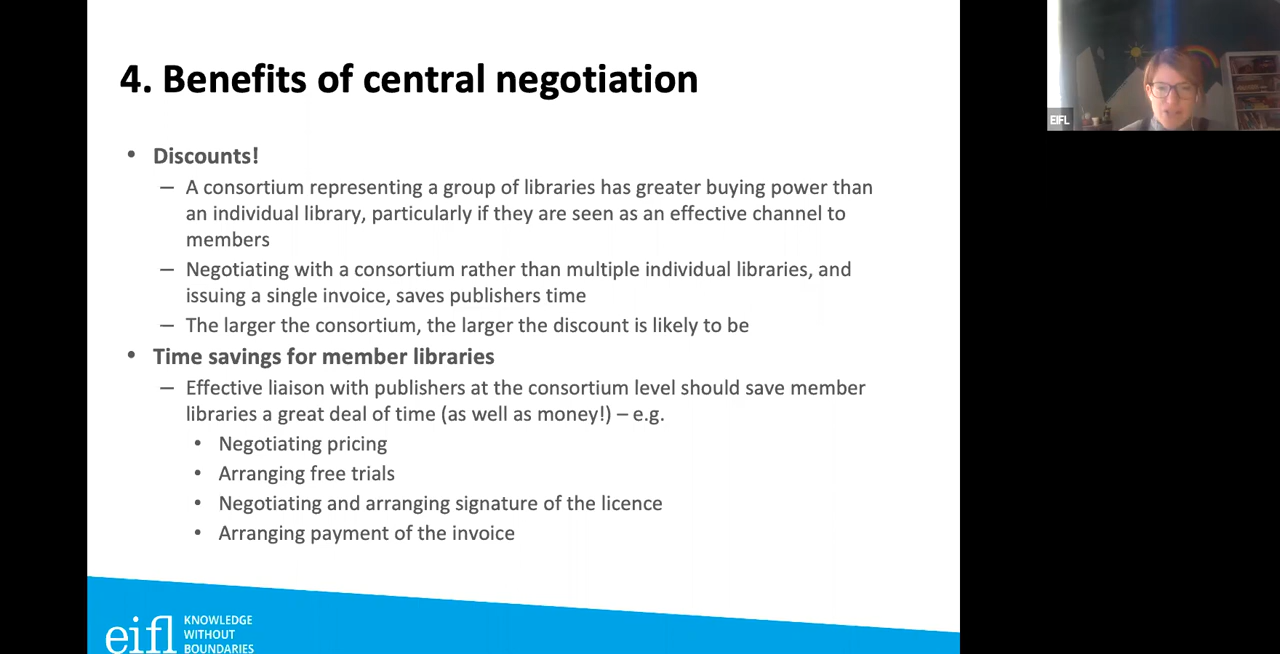 4. Benefits of central negotiation
• Discounts!
– A consortium representing a group of libraries has greater buying power than
an individual library, particularly if they are seen as an effective channel to
members
– Negotiating with a consortium rather than multiple individual libraries, and
issuing a single invoice, saves publishers time
– The larger the consortium, the larger the discount is likely to be
• Time savings for member libraries
– Effective liaison with publishers at the consortium level should save member
libraries a great deal of time (as well as money!) – e.g.
• Negotiating pricing
• Arranging free trials
• Negotiating and arranging signature of the licence
• Arranging payment of the invoice
eifl
KNOWLEDGE
WITHOUT
BOUNDARIES
EIFL